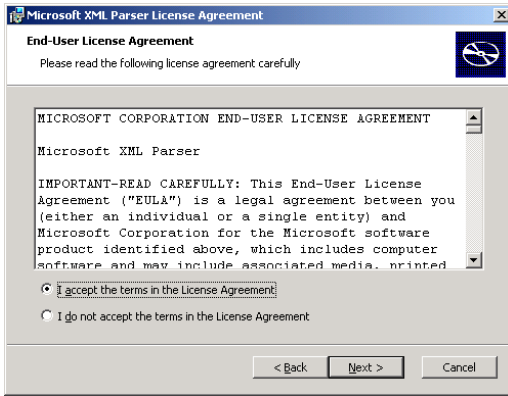 Microsoft XML Parser License Agreement
End-User License Agreement
Please read the following license agreement carefully
MICROSOFT CORPORATION END-USER LICENSE AGREEMENT
Microsoft XML Parser
IMPORTANT-READ CAREFULLY: This End-User License
Agreement ("EULA") is a legal agreement between you
(either an individual or a single entity) and
Microsoft Corporation for the Microsoft software
product identified above, which includes computer
software and may include associated media, printed
I accept the terms in the License Agreement
I do not accept the terms in the License Agreement
< Back Next > Cancel